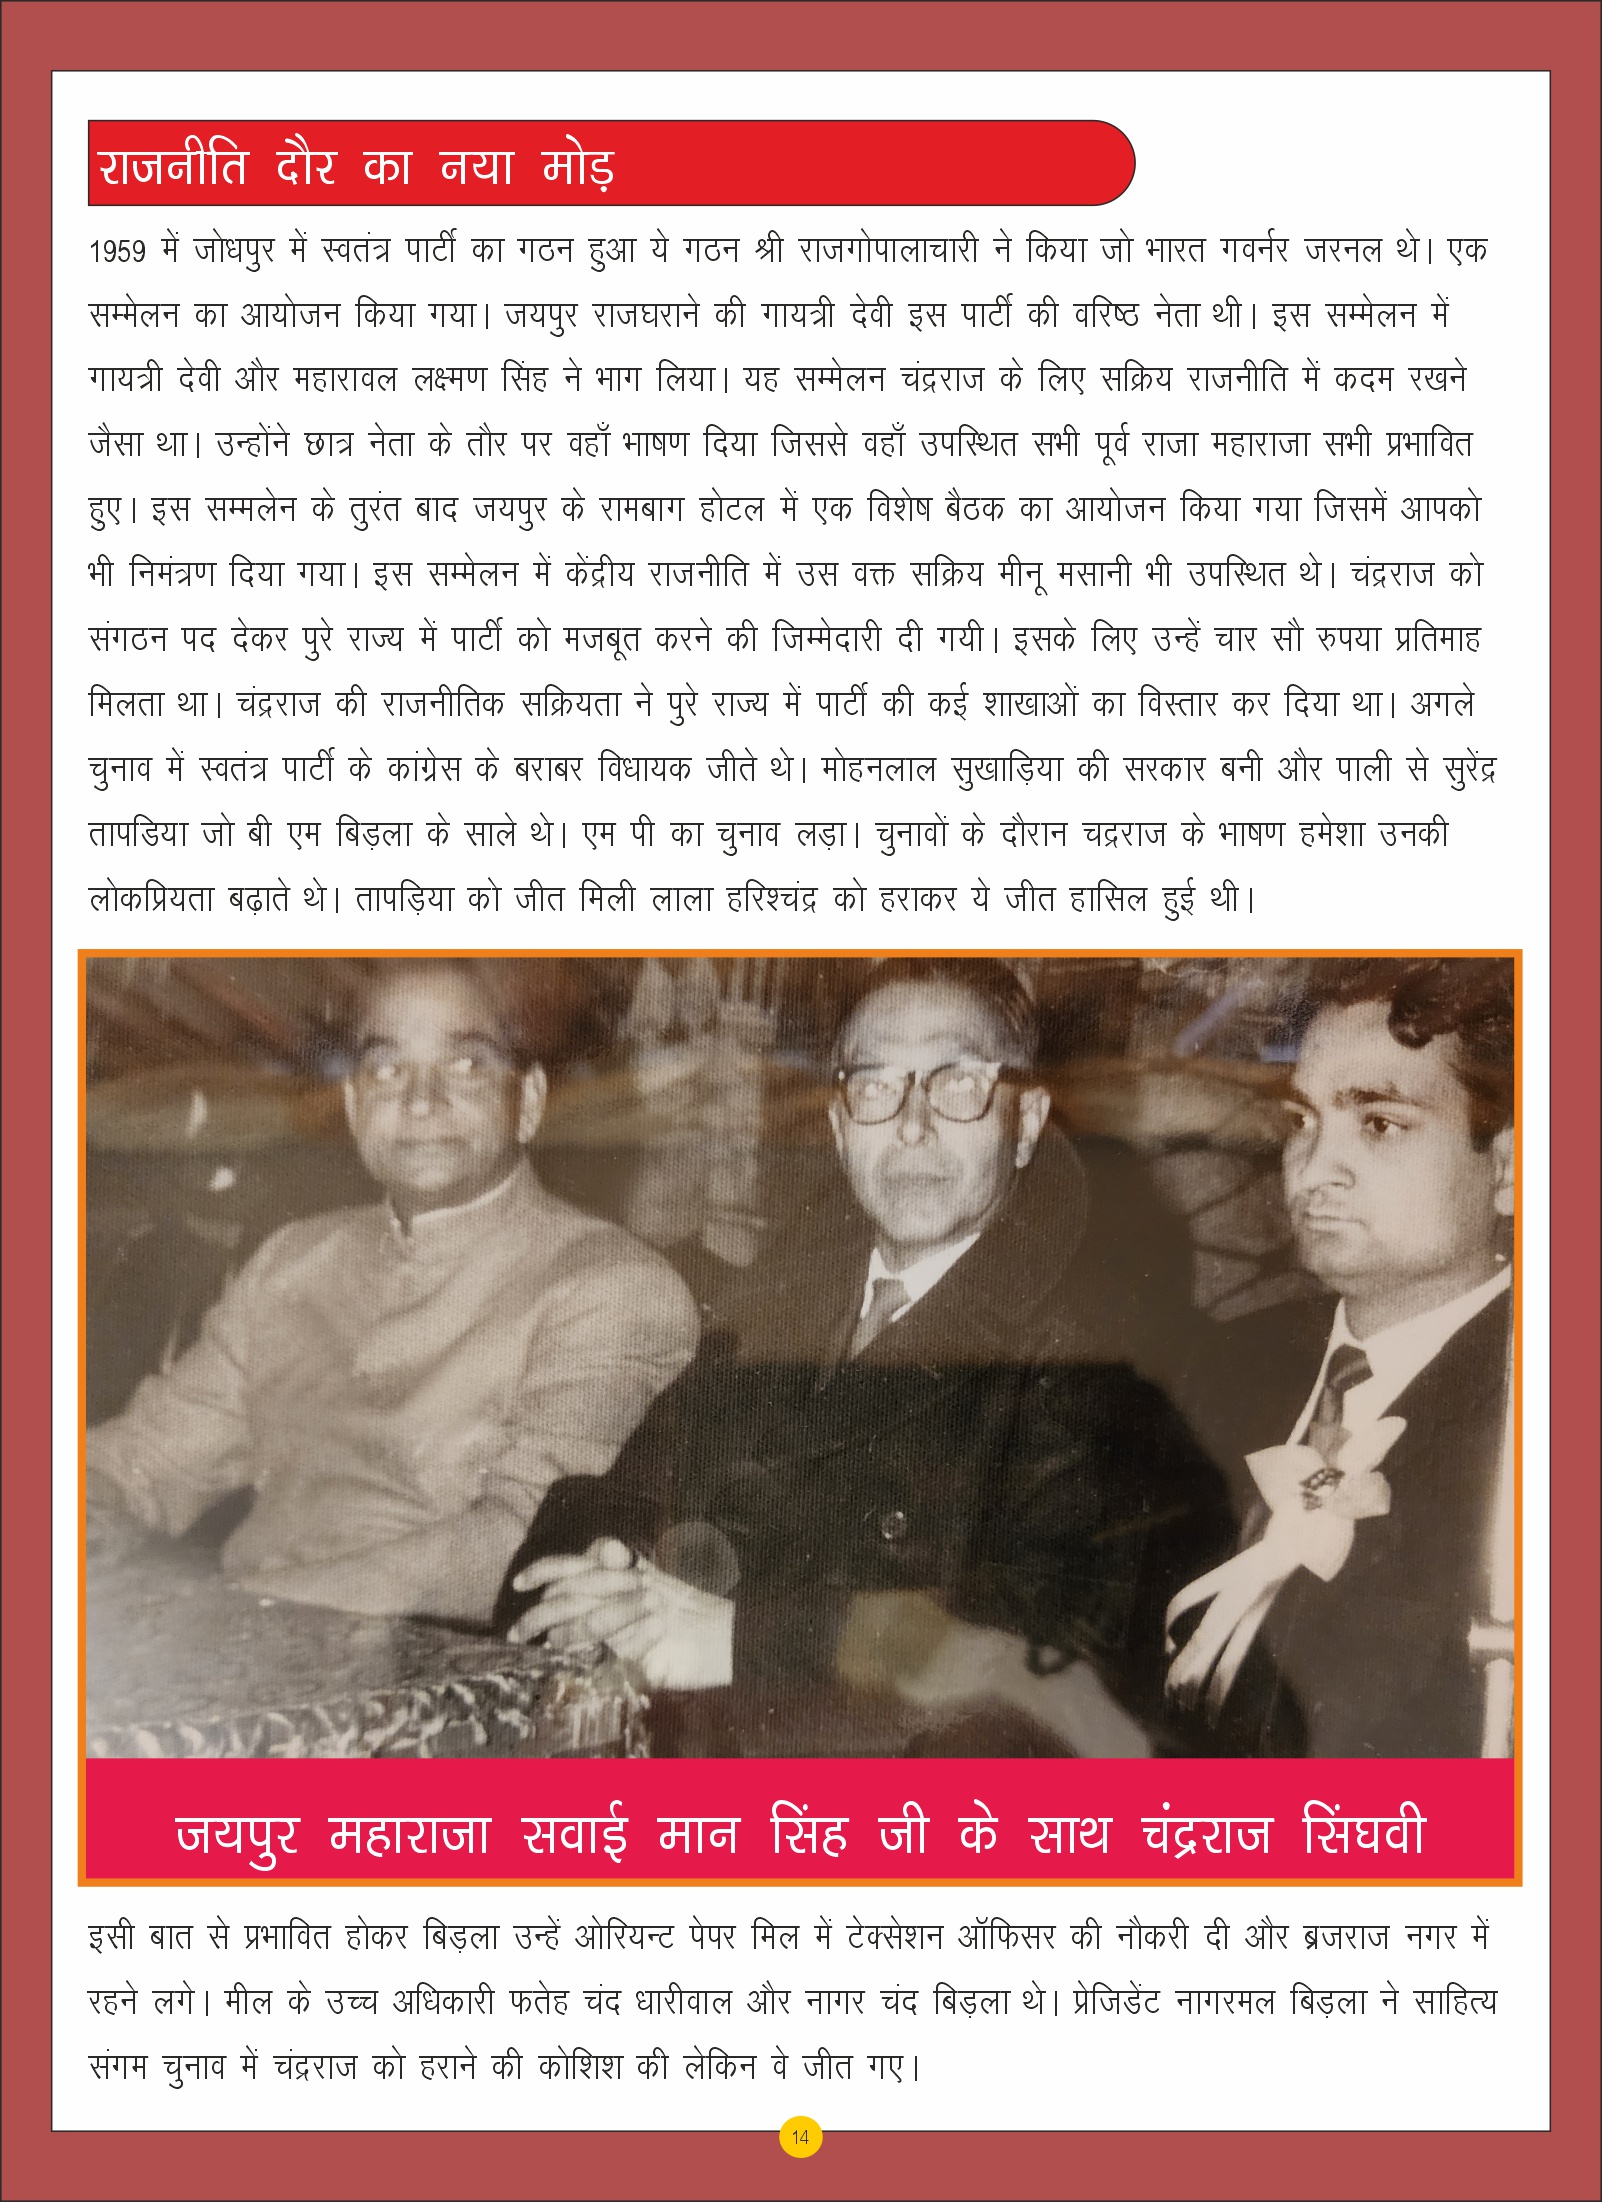 राजनीति दौर का नया मोड़
1959 में जोधपुर में स्वतंत्र पार्टी का गठन हुआ ये गठन श्री राजगोपालाचारी ने किया जो भारत गवर्नर जरनल थे। एक
सम्मेलन का आयोजन किया गया। जयपुर राजघराने की गायत्री देवी इस पार्टी की वरिष्ठ नेता थी। इस सम्मेलन में
गायत्री देवी और महारावल लक्ष्मण सिंह ने भाग लिया। यह सम्मेलन चंद्रराज के लिए सक्रिय राजनीति में कदम रखने
जैसा था। उन्होंने छात्र नेता के तौर पर वहाँ भाषण दिया जिससे वहाँ उपस्थित सभी पूर्व राजा महाराजा सभी प्रभावित
हुए। इस सम्मलेन के तुरंत बाद जयपुर के रामबाग होटल में एक विशेष बैठक का आयोजन किया गया जिसमें आपको
भी निमंत्रण दिया गया। इस सम्मेलन में केंद्रीय राजनीति में उस वक्त सक्रिय मीनू मसानी भी उपस्थित थे। चंद्रराज को
संगठन पद देकर पुरे राज्य में पार्टी को मजबूत करने की जिम्मेदारी दी गयी। इसके लिए उन्हें चार सौ रुपया प्रतिमाह
मिलता था। चंद्रराज की राजनीतिक सक्रियता ने पुरे राज्य में पार्टी की कई शाखाओं का विस्तार कर दिया था। अगले
चुनाव में स्वतंत्र पार्टी के कांग्रेस के बराबर विधायक जीते थे। मोहनलाल सुखाड़िया की सरकार बनी और पाली से सुरेंद्र
तापडिया जो बी एम बिड़ला के साले थे। एम पी का चुनाव लड़ा। चुनावों के दौरान चद्रराज के भाषण हमेशा उनकी
लोकप्रियता बढ़ाते थे। तापड़िया को जीत मिली लाला हरिश्चंद्र को हराकर ये जीत हासिल हुई थी।
जयपुर महाराजा सवाई मान सिंह जी के साथ चंद्रराज सिंघवी
इसी बात से प्रभावित होकर बिड़ला उन्हें ओरियन्ट पेपर मिल में टेक्सेशन ऑफिसर की नौकरी दी और ब्रजराज नगर में
रहने लगे। मील के उच्च अधिकारी फतेह चंद धारीवाल और नागर चंद बिड़ला थे। प्रेजिडेंट नागरमल बिड़ला ने साहित्य
संगम चुनाव में चंद्रराज को हराने की कोशिश की लेकिन वे जीत गए।
14